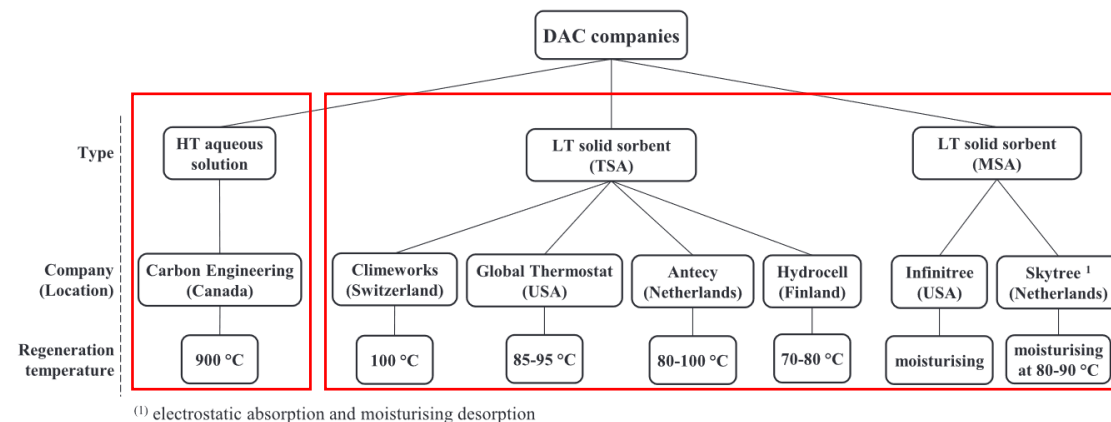 DAC companies
Type
HT aqueous
solution
LT solid sorbent
(TSA)
LT solid sorbent
(MSA)
Company
(Location)
Carbon Engineering
(Canada)
Climeworks
(Switzerland)
Global Thermostat
(USA)
Antecy
(Netherlands)
Hydrocell
(Finland)
Infinitree
(USA)
Skytree ¹
(Netherlands)
Regeneration
temperature
900 °C
100 °C
85-95 °C
80-100 °C
70-80 °C
moisturising
moisturising
at 80-90 °C
⁽¹⁾ electrostatic absorption and moisturising desorption